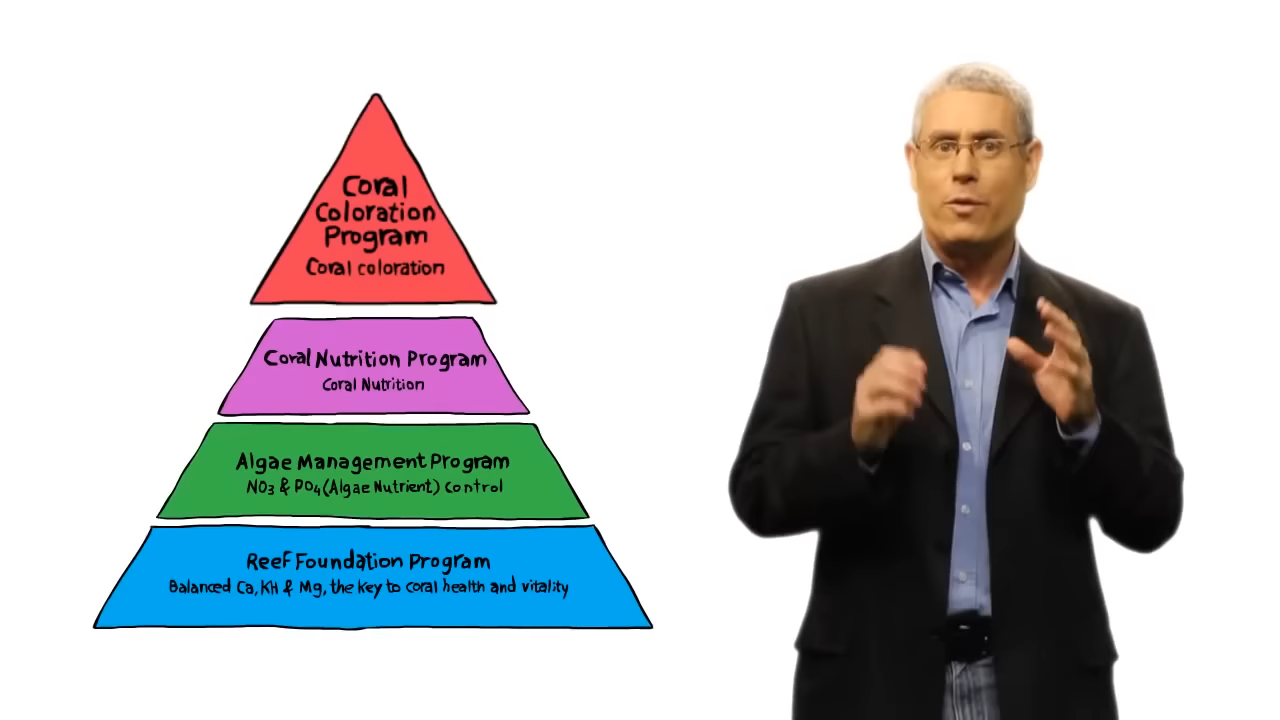 Coral
Coloration
Program
Coral coloration
Coral Nutrition Program
Coral Nutrition
Algae Management Program
NO₃ & PO₄ (Algae Nutrient) Control
Reef Foundation Program
Balanced Ca, KH & Mg, the key to coral health and vitality